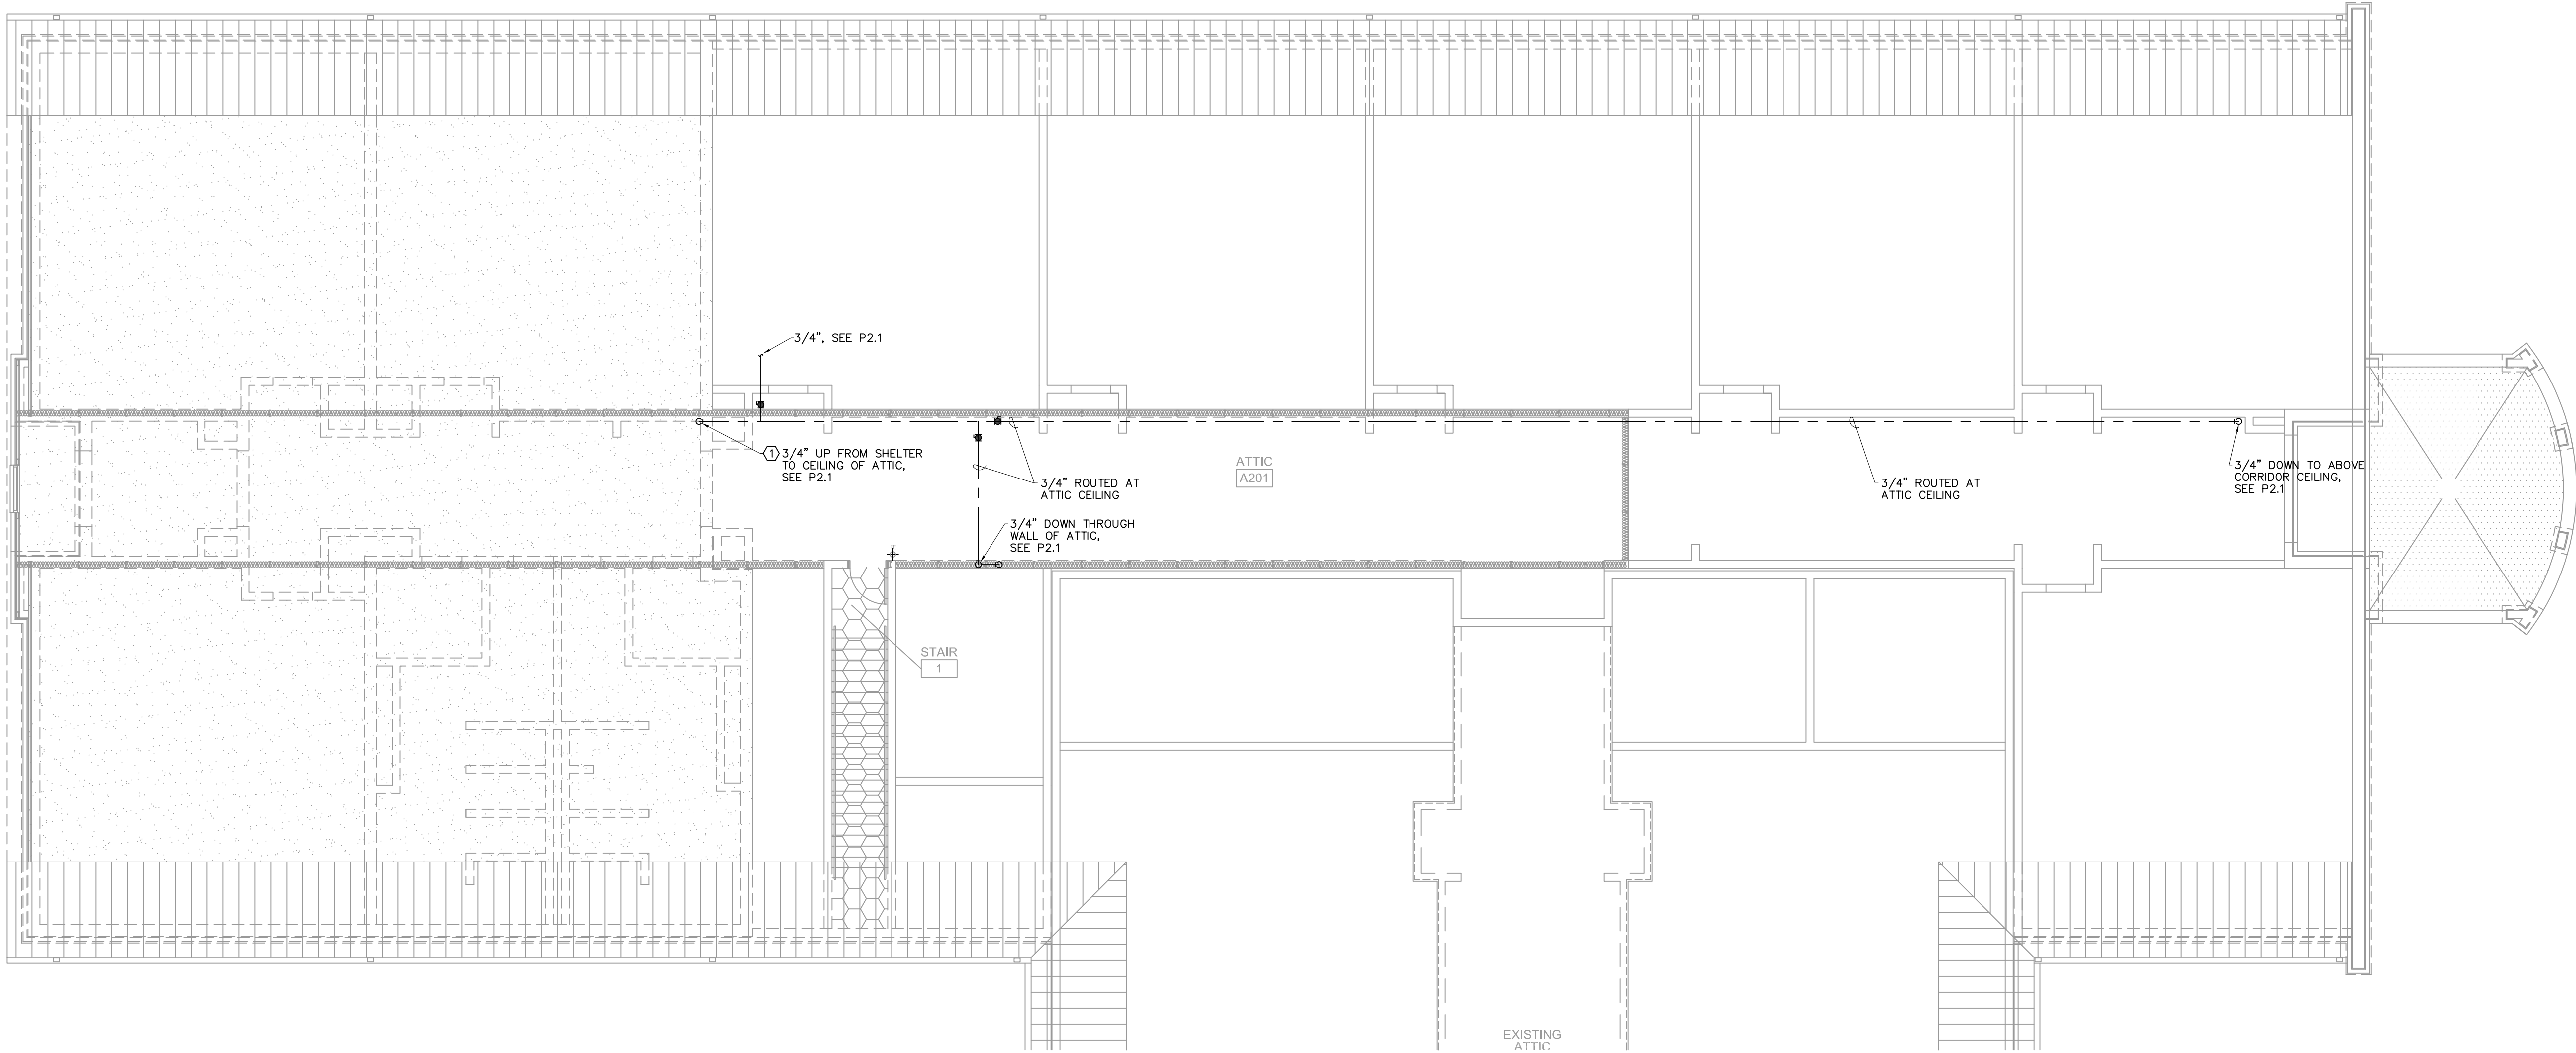 3/4", SEE P2.1
1
3/4" UP FROM SHELTER
TO CEILING OF ATTIC,
SEE P2.1
3/4" ROUTED AT
ATTIC CEILING
ATTIC
A201
3/4" ROUTED AT
ATTIC CEILING
3/4" DOWN TO ABOVE
CORRIDOR CEILING,
SEE P2.1
3/4" DOWN THROUGH
WALL OF ATTIC,
SEE P2.1
STAIR
1
EXISTING
ATTIC